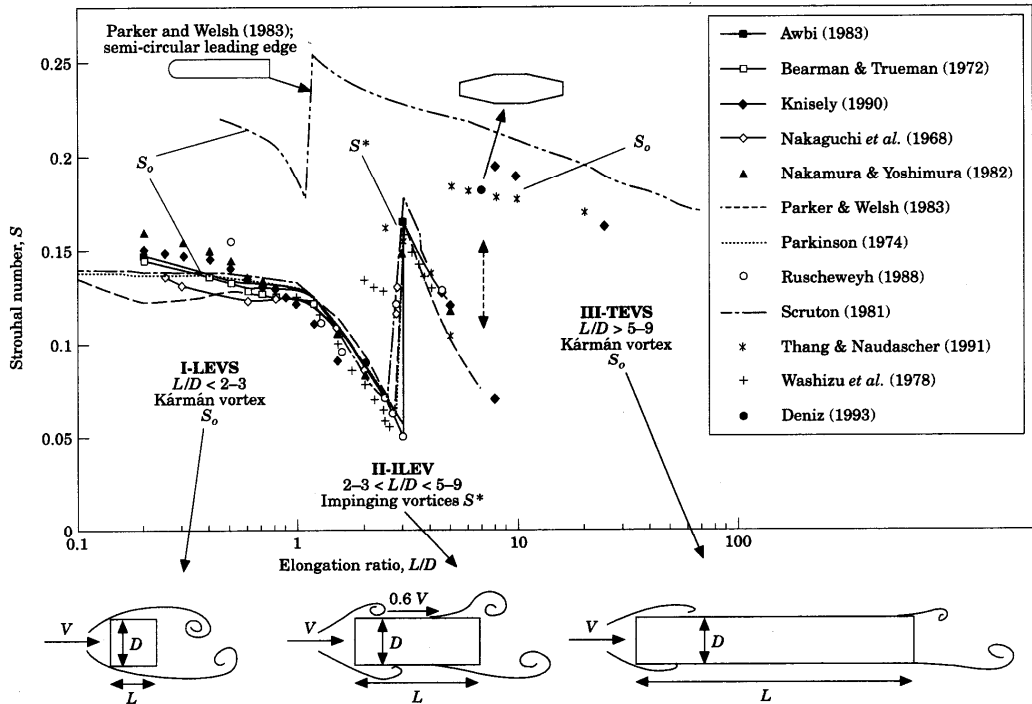 Parker and Welsh (1983);
semi-circular leading edge
0.25
0.2
0.15
0.1
0.05
0
Strouhal number, S
S_o
S*
S_o
I-LEVS
L/D < 2–3
Kármán vortex
S_o
II-ILEV
2–3 < L/D < 5–9
Impinging vortices S*
III-TEVS
L/D > 5–9
Kármán vortex
S_o
0.1
1
10
100
Elongation ratio, L/D
Awbi (1983)
Bearman & Trueman (1972)
Knisely (1990)
Nakaguchi et al. (1968)
Nakamura & Yoshimura (1982)
Parker & Welsh (1983)
Parkinson (1974)
Ruscheweyh (1988)
Scruton (1981)
Thang & Naudascher (1991)
Washizu et al. (1978)
Deniz (1993)
V
D
L
V
0.6 V
D
L
V
D
L